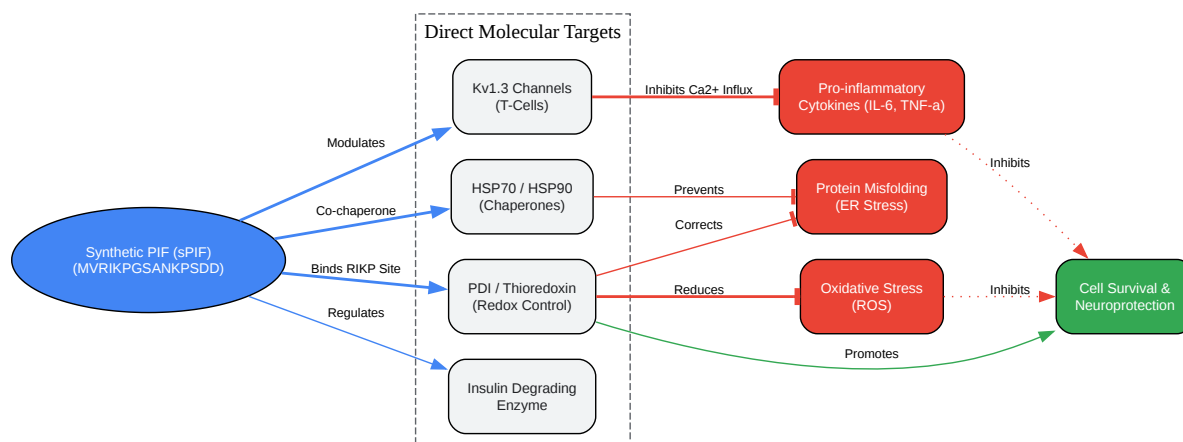 Direct Molecular Targets
Kv1.3 Channels
(T-Cells)
Inhibits Ca2+ Influx
Pro-inflammatory
Cytokines (IL-6, TNF-a)
Modulates
Inhibits
HSP70 / HSP90
(Chaperones)
Prevents
Protein Misfolding
(ER Stress)
Co-chaperone
Corrects
Synthetic PIF (sPIF)
(MVRIKPGSANKPSDD)
Binds RIKP Site
PDI / Thioredoxin
(Redox Control)
Reduces
Oxidative Stress
(ROS)
Inhibits
Cell Survival &
Neuroprotection
Regulates
Promotes
Insulin Degrading
Enzyme